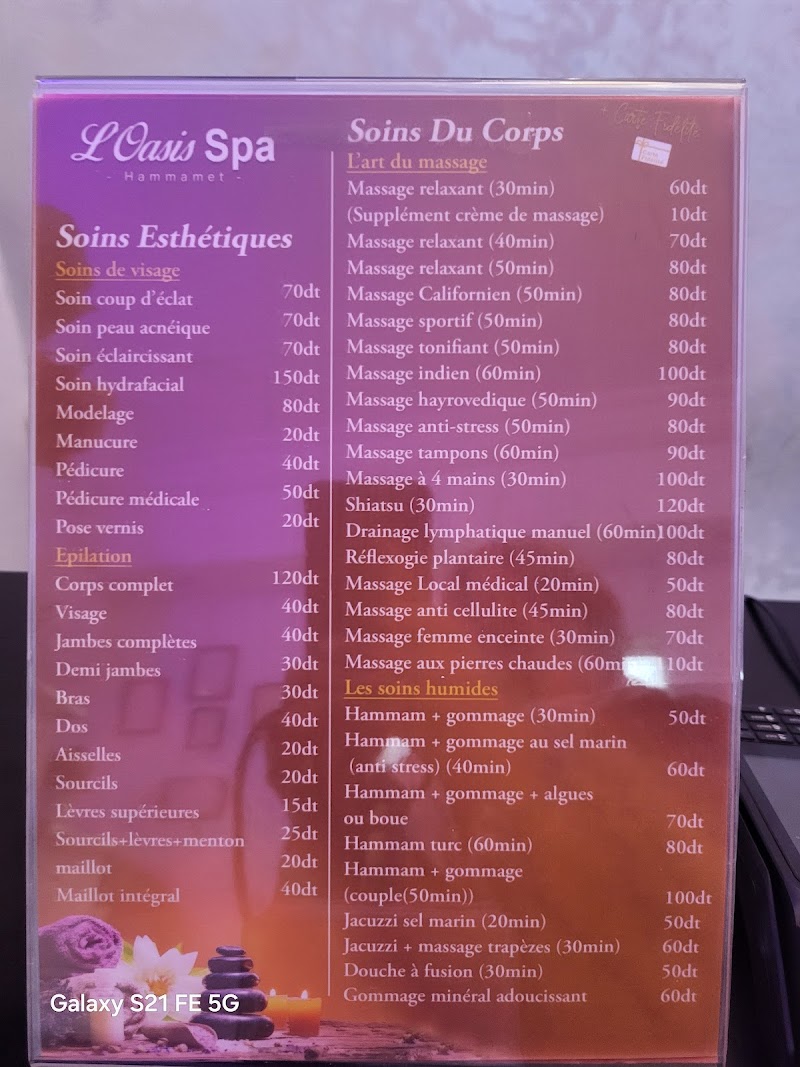 L'Oasis Spa
- Hammamet -
Soins Esthétiques
Soins de visage
Soin coup d'éclat 70dt
Soin peau acnéique 70dt
Soin éclaircissant 70dt
Soin hydrafacial 150dt
Modelage 80dt
Manucure 20dt
Pédicure 40dt
Pédicure médicale 50dt
Pose vernis 20dt
Epilation
Corps complet 120dt
Visage 40dt
Jambes complètes 40dt
Demi jambes 30dt
Bras 30dt
Dos 40dt
Aisselles 20dt
Sourcils 20dt
Lèvres supérieures 15dt
Sourcils+lèvres+menton 25dt
maillot 20dt
Maillot intégral 40dt
+ Carte Fidélité
Soins Du Corps
L'art du massage
Massage relaxant (30min) 60dt
(Supplément crème de massage) 10dt
Massage relaxant (40min) 70dt
Massage relaxant (50min) 80dt
Massage Californien (50min) 80dt
Massage sportif (50min) 80dt
Massage tonifiant (50min) 80dt
Massage indien (60min) 100dt
Massage hayrovedique (50min) 90dt
Massage anti-stress (50min) 80dt
Massage tampons (60min) 90dt
Massage à 4 mains (30min) 100dt
Shiatsu (30min) 120dt
Drainage lymphatique manuel (60min)100dt
Réflexogie plantaire (45min) 80dt
Massage Local médical (20min) 50dt
Massage anti cellulite (45min) 80dt
Massage femme enceinte (30min) 70dt
Massage aux pierres chaudes
Les soins humides
Hammam + gommage (30min) 50dt
Hammam + gommage au sel marin
(anti stress) (40min) 60dt
Hammam + gommage + algues
ou boue 70dt
Hammam turc (60min) 80dt
Hammam + gommage
(couple(50min)) 100dt
Jacuzzi sel marin (20min) 50dt
Jacuzzi + massage trapèzes (30min) 60dt
Douche à fusion (30min) 50dt
Gommage minéral adoucissant 60dt
Galaxy S21 FE 5G